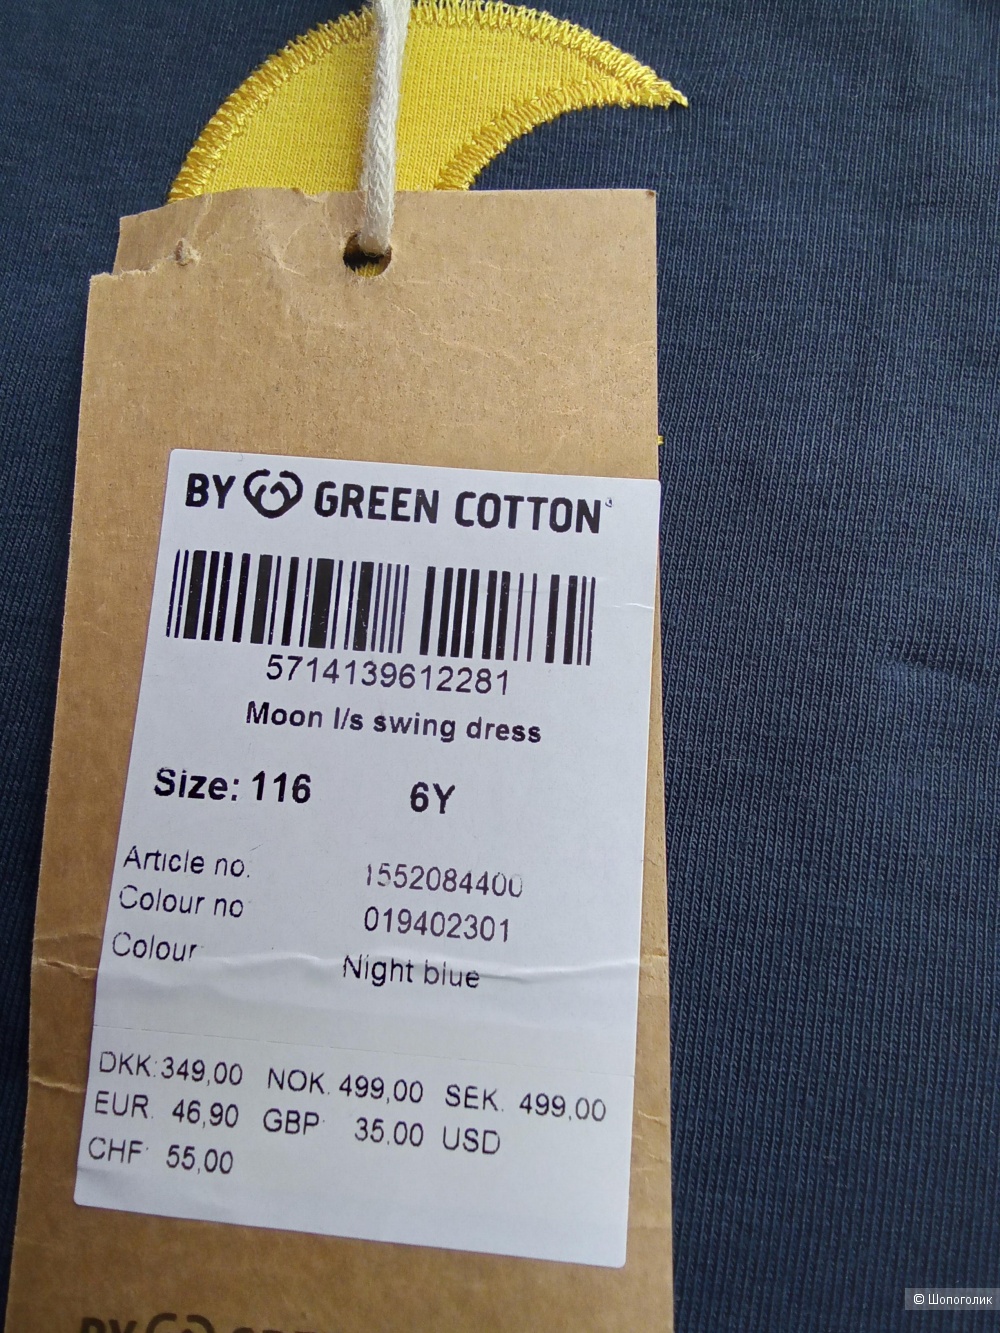 BY GREEN COTTON
5714139612281
Moon l/s swing dress
Size: 116 6Y
Article no. 1552084400
Colour no 019402301
Colour Night blue
DKK: 349,00 NOK. 499,00 SEK. 499,00
EUR. 46,90 GBP 35,00 USD
CHF 55,00
BY
© Шопоголик